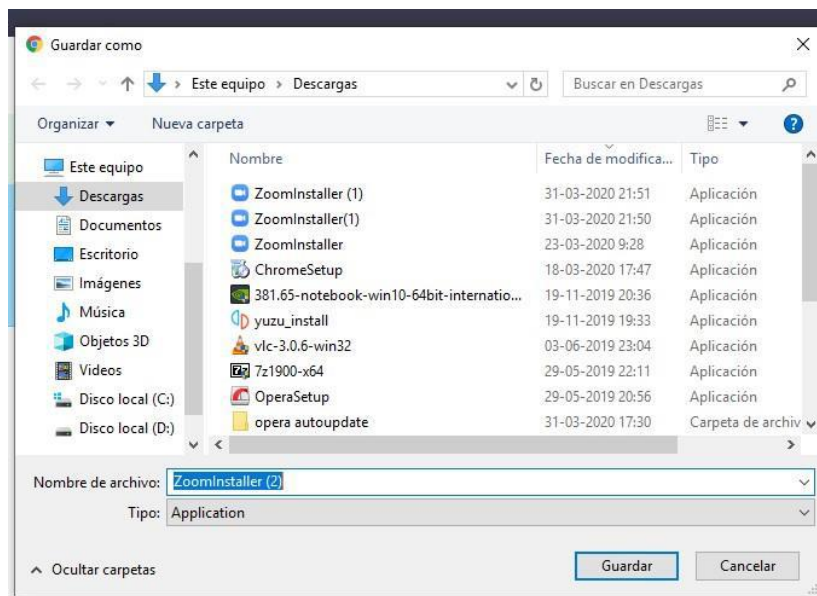 Guardar como
Este equipo > Descargas
Buscar en Descargas
Organizar
Nueva carpeta
Este equipo
Descargas
Documentos
Escritorio
Imágenes
Música
Objetos 3D
Videos
Disco local (C:)
Disco local (D:)
Nombre Fecha de modifica... Tipo
ZoomInstaller (1) 31-03-2020 21:51 Aplicación
ZoomInstaller(1) 31-03-2020 21:50 Aplicación
ZoomInstaller 23-03-2020 9:28 Aplicación
ChromeSetup 18-03-2020 17:47 Aplicación
381.65-notebook-win10-64bit-internatio... 19-11-2019 20:36 Aplicación
yuzu_install 19-11-2019 19:33 Aplicación
vlc-3.0.6-win32 03-06-2019 23:04 Aplicación
7z1900-x64 29-05-2019 22:11 Aplicación
OperaSetup 29-05-2019 20:56 Aplicación
opera autoupdate 31-03-2020 17:30 Carpeta de archiv
Nombre de archivo: ZoomInstaller (2)
Tipo: Application
Ocultar carpetas
Guardar
Cancelar